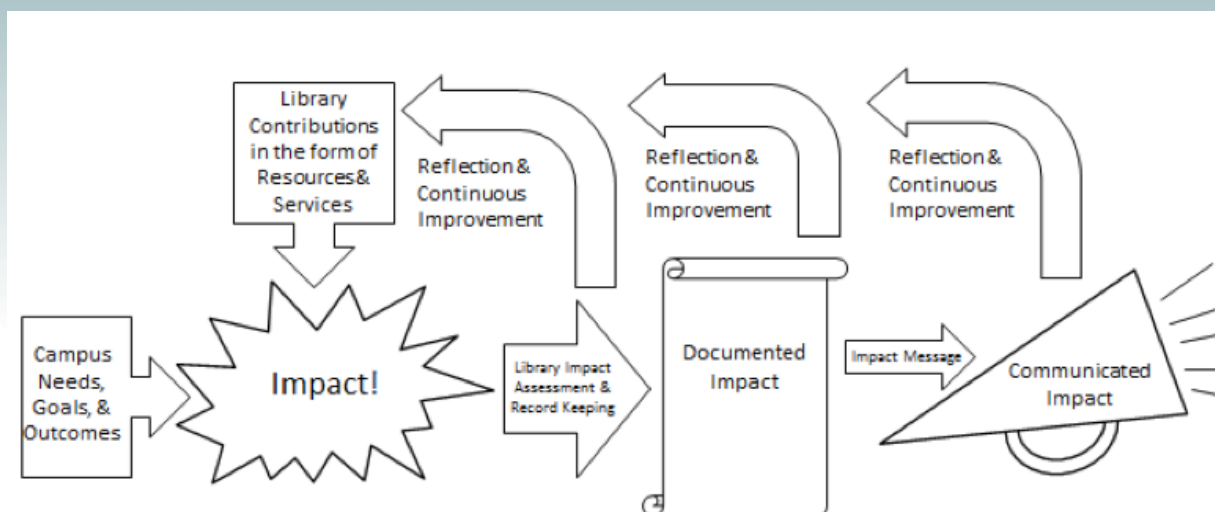 Library
Contributions
in the form of
Resources&
Services
Reflection &
Continuous
Improvement
Reflection &
Continuous
Improvement
Reflection &
Continuous
Improvement
Campus
Needs,
Goals, &
Outcomes
Impact!
Library Impact
Assessment &
Record Keeping
Documented
Impact
Impact Message
Communicated
Impact